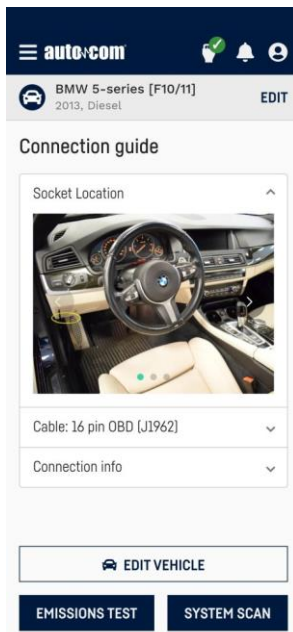 autocom
BMW 5-series [F10/11]
2013, Diesel
EDIT
Connection guide
Socket Location
Cable: 16 pin OBD (J1962)
Connection info
EDIT VEHICLE
EMISSIONS TEST
SYSTEM SCAN